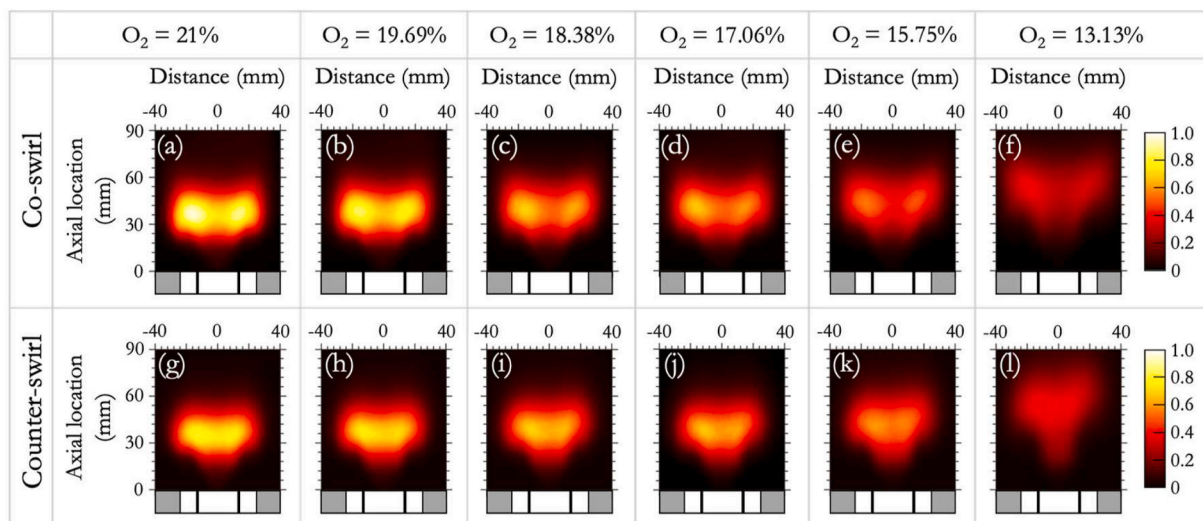 O₂ = 21% O₂ = 19.69% O₂ = 18.38% O₂ = 17.06% O₂ = 15.75% O₂ = 13.13%
Co-swirl
Distance (mm) Distance (mm) Distance (mm) Distance (mm) Distance (mm) Distance (mm)
-40 0 40 -40 0 40 -40 0 40 -40 0 40 -40 0 40 -40 0 40
Axial location
(mm)
90
60
30
0
(a) (b) (c) (d) (e) (f)
1.0
0.8
0.6
0.4
0.2
0
Counter-swirl
-40 0 40 -40 0 40 -40 0 40 -40 0 40 -40 0 40 -40 0 40
Axial location
(mm)
90
60
30
0
(g) (h) (i) (j) (k) (l)
1.0
0.8
0.6
0.4
0.2
0